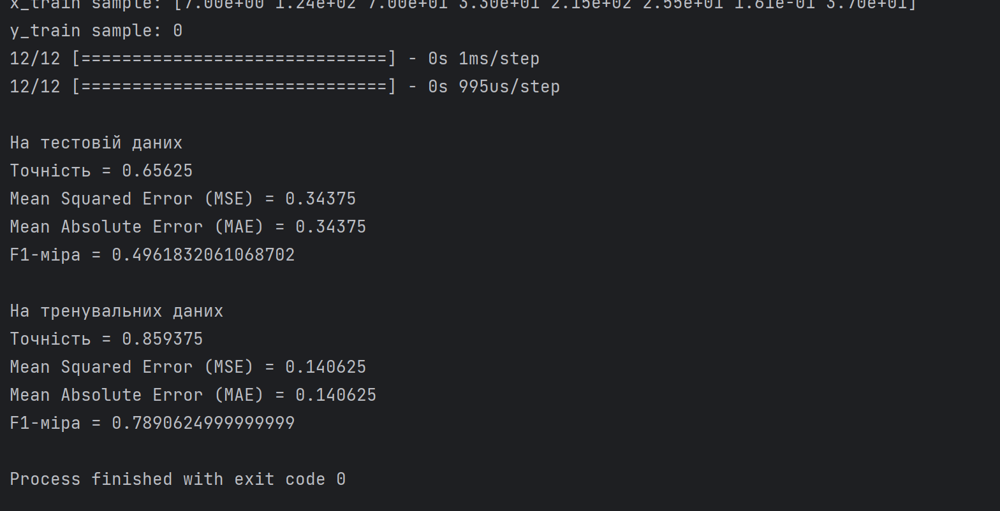 x_train sample: [7.00e+00 1.24e+02 7.00e+01 3.30e+01 2.15e+02 2.55e+01 1.61e-01 3.70e+01]
y_train sample: 0
12/12 [==============================] - 0s 1ms/step
12/12 [==============================] - 0s 995us/step
На тестовій даних
Точність = 0.65625
Mean Squared Error (MSE) = 0.34375
Mean Absolute Error (MAE) = 0.34375
F1-міра = 0.4961832061068702
На тренувальних даних
Точність = 0.859375
Mean Squared Error (MSE) = 0.140625
Mean Absolute Error (MAE) = 0.140625
F1-міра = 0.7890624999999999
Process finished with exit code 0